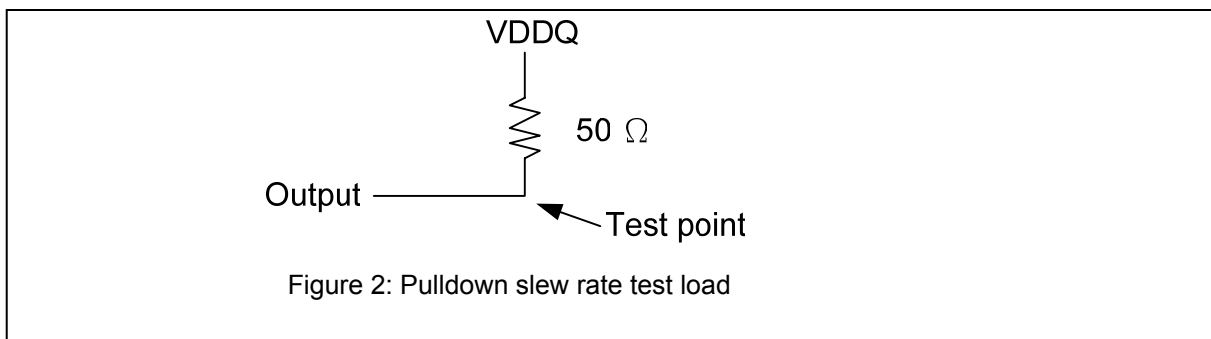 VDDQ
50 Ω
Output
Test point
Figure 2: Pulldown slew rate test load